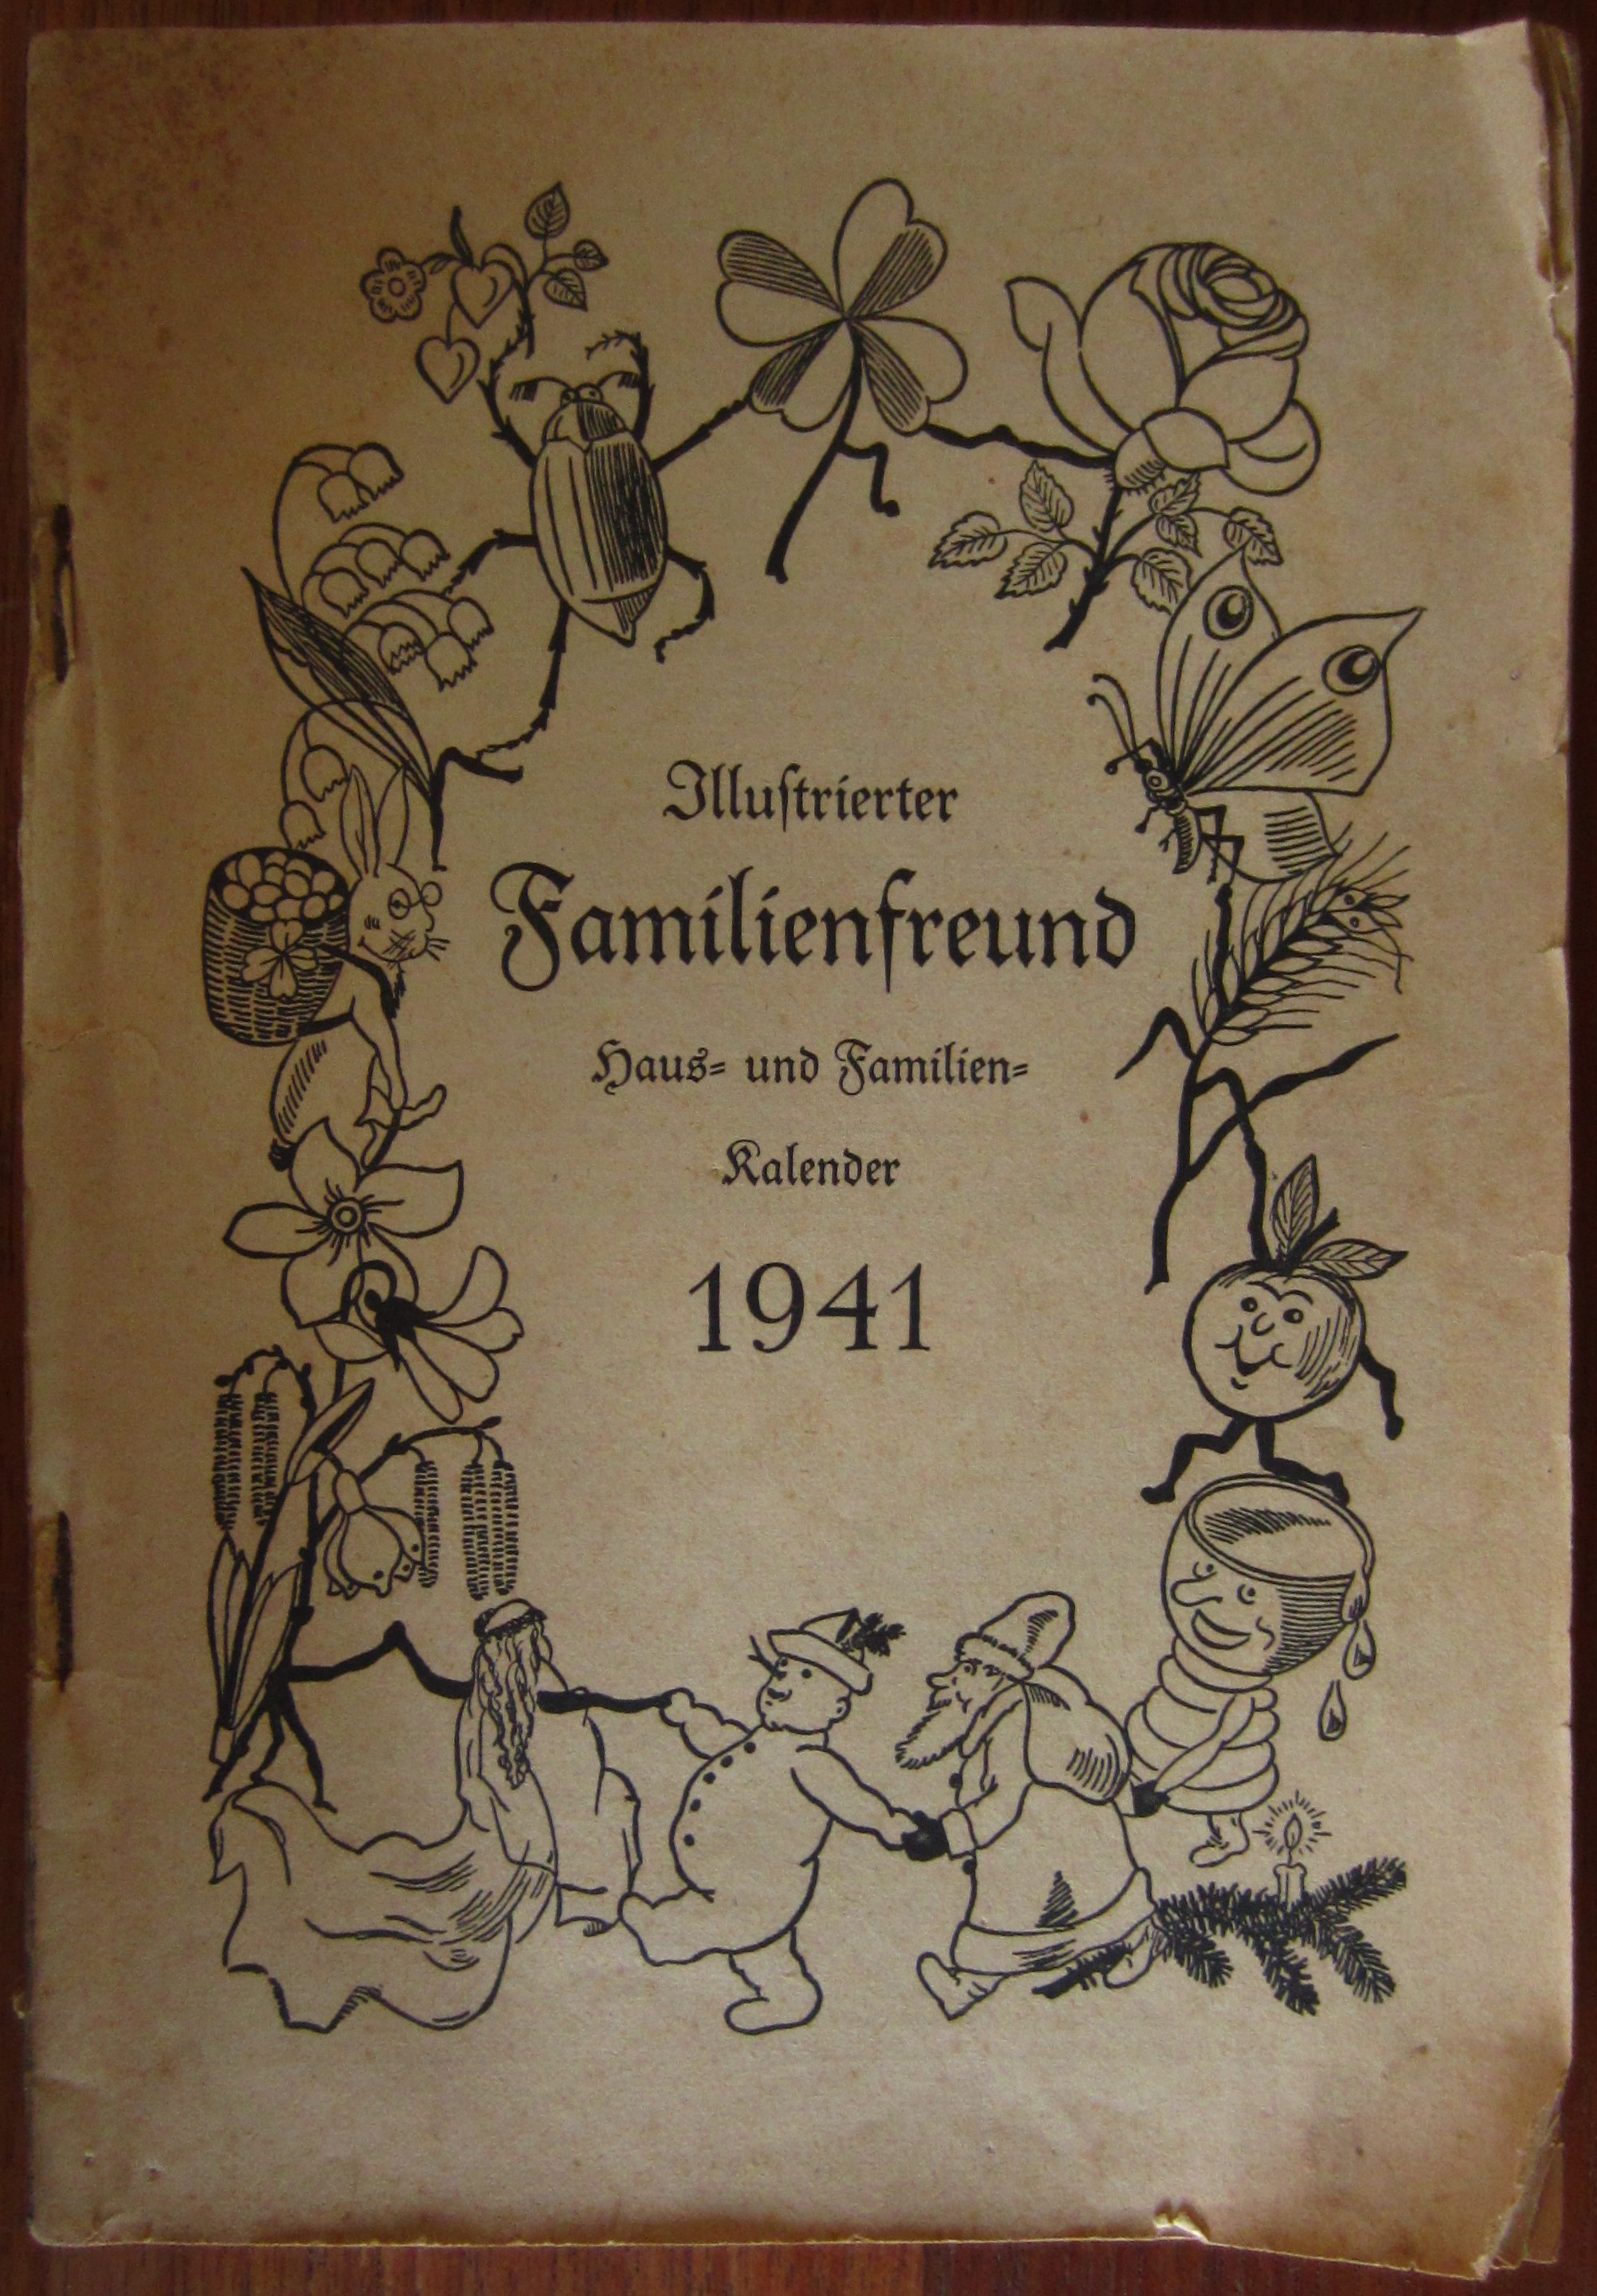 Illuſtrierter
Familienfreund
Haus- und Familien-
Kalender
1941